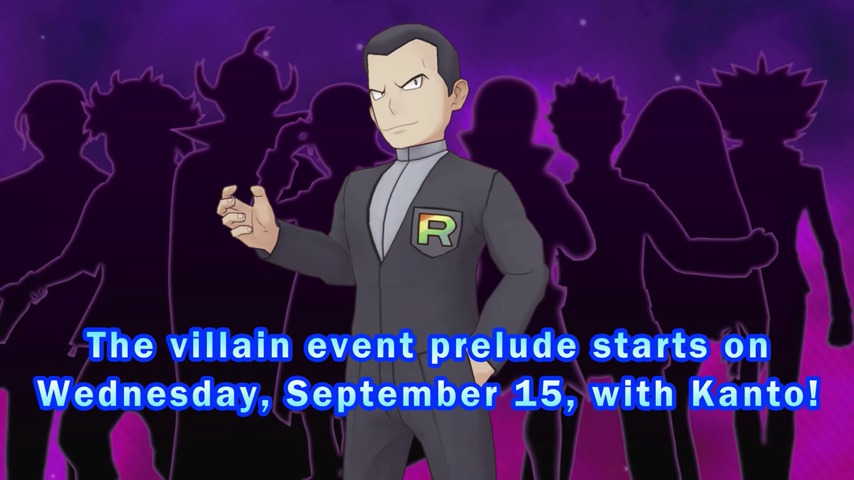 R
The villain event prelude starts on
Wednesday, September 15, with Kanto!